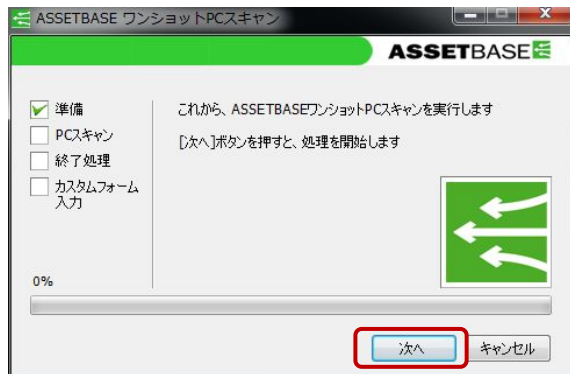 ASSETBASE ワンショットPCスキャン
ASSETBASE
準備
PCスキャン
終了処理
カスタムフォーム
入力
これから、ASSETBASEワンショットPCスキャンを実行します
[次へ]ボタンを押すと、処理を開始します
0%
次へ
キャンセル